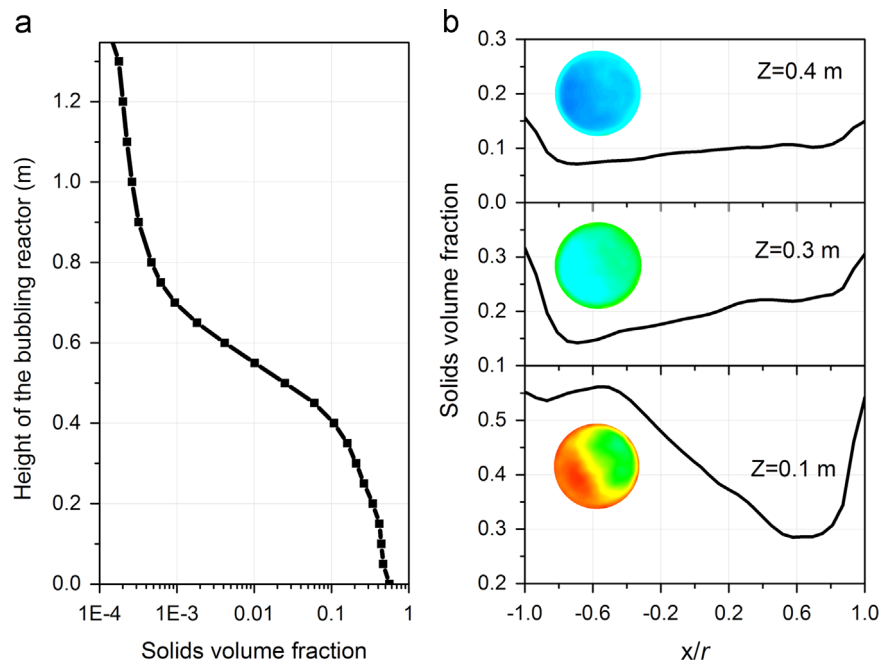 a
Height of the bubbling reactor (m)
1.2
1.0
0.8
0.6
0.4
0.2
0.0
1E-4
1E-3
0.01
0.1
1
Solids volume fraction
b
Solids volume fraction
0.3
0.2
0.1
0.0
Z=0.4 m
0.3
0.2
0.1
Z=0.3 m
0.5
0.4
0.3
0.2
Z=0.1 m
-1.0
-0.6
-0.2
0.2
0.6
1.0
x/r